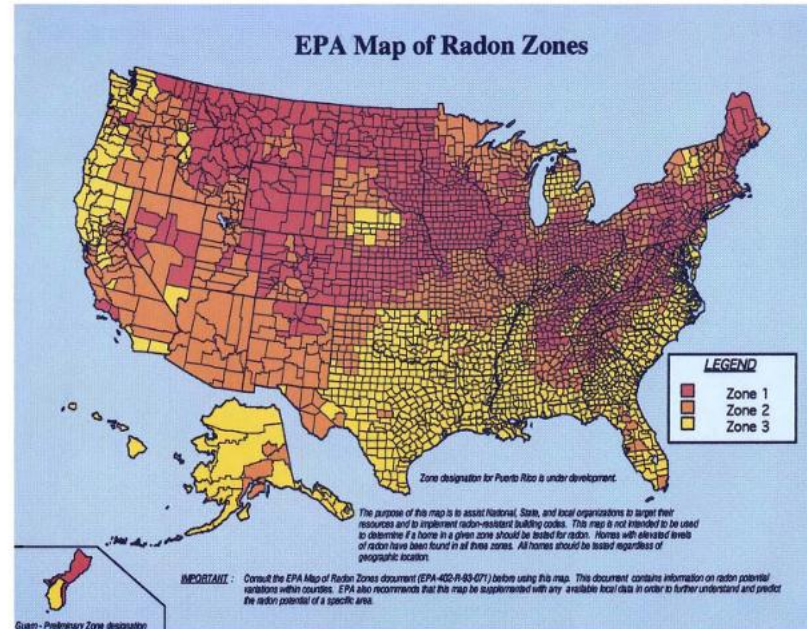 EPA Map of Radon Zones
LEGEND
Zone 1
Zone 2
Zone 3
Zone designation for Puerto Rico is under development.
The purpose of this map is to assist National, State, and local organizations to target their
resources and to implement radon-resistant building codes. This map is not intended to be used
to determine if a home in a given zone should be tested for radon. Homes with elevated levels
of radon have been found in all three zones. All homes should be tested regardless of
geographic location.
IMPORTANT : Consult the EPA Map of Radon Zones document (EPA-402-R-93-071) before using this map. This document contains information on radon potential
variations within counties. EPA also recommends that this map be supplemented with any available local data in order to further understand and predict
the radon potential of a specific area.
Guam - Preliminary Zone designation